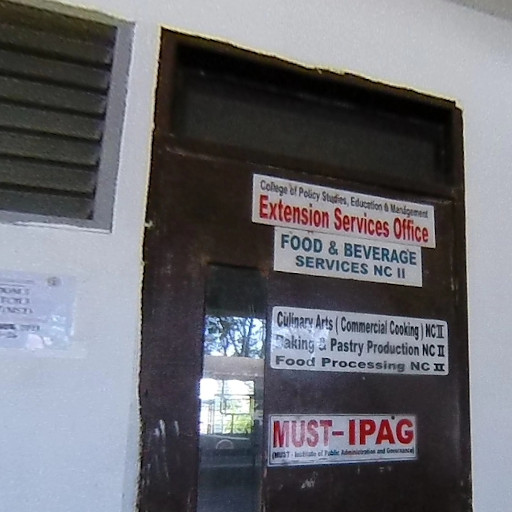 College of Policy Studies, Education & Management
Extension Services Office
FOOD & BEVERAGE
SERVICES NC II
Culinary Arts ( Commercial Cooking ) NC II
Baking & Pastry Production NC II
Food Processing NC II
MUST-IPAG
(MUST - Institute of Public Administration and Governance)